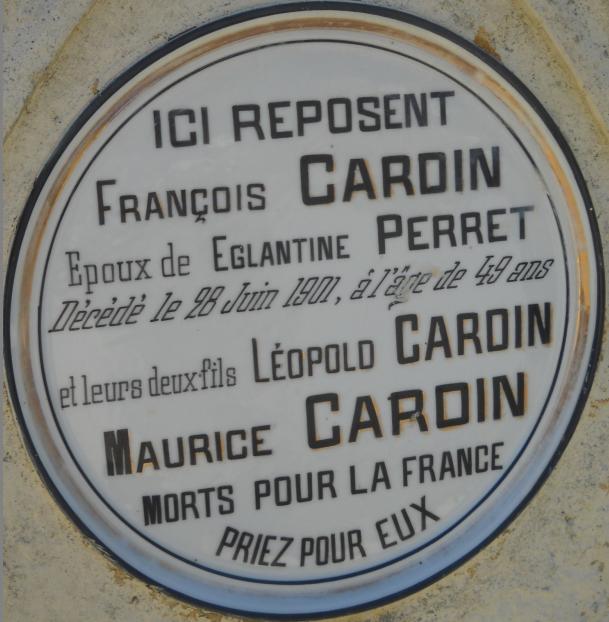 ICI REPOSENT
FRANÇOIS CARDIN
Epoux de EGLANTINE PERRET
Décédé le 28 Juin 1901, à l'âge de 49 ans
et leurs deux fils LÉOPOLD CARDIN
MAURICE CARDIN
MORTS POUR LA FRANCE
PRIEZ POUR EUX